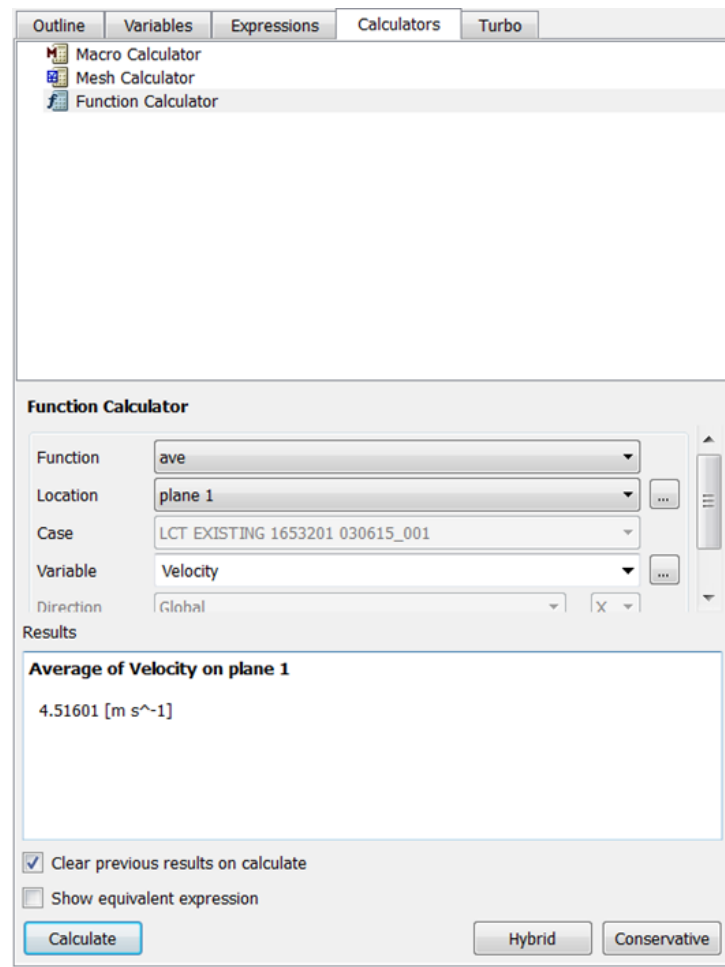 Outline Variables Expressions Calculators Turbo
Macro Calculator
Mesh Calculator
Function Calculator
Function Calculator
Function ave
Location plane 1 ...
Case LCT EXISTING 1653201 030615_001
Variable Velocity ...
Direction Global X
Results
Average of Velocity on plane 1
4.51601 [m s^-1]
Clear previous results on calculate
Show equivalent expression
Calculate Hybrid Conservative